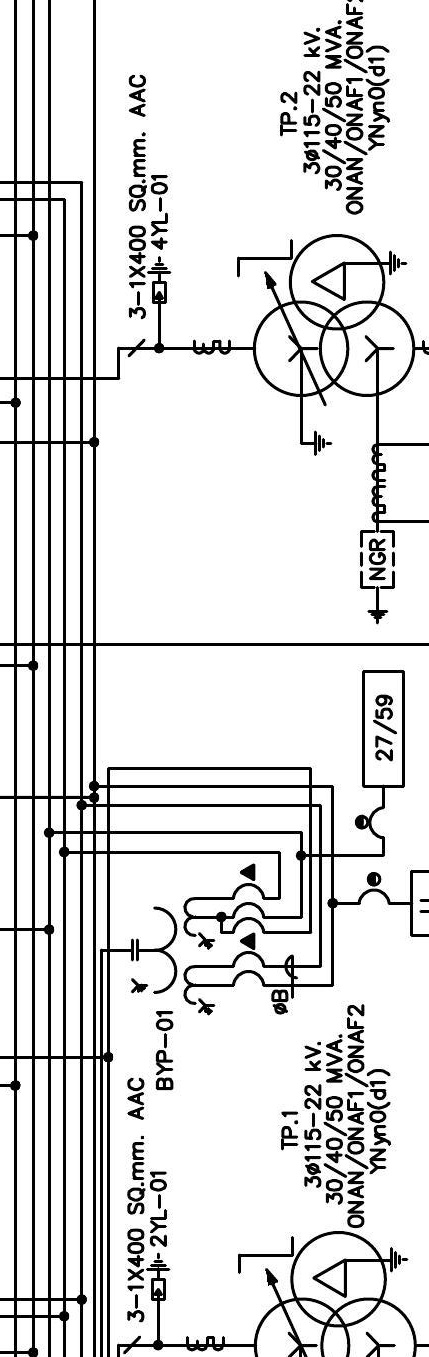 3-1X400 SQ.mm. AAC
4YL-01
TP.2
3ø115-22 kV.
30/40/50 MVA.
ONAN/ONAF1/ONAF2
YNyn0(d1)
NGR
27/59
øB
BYP-01
3-1X400 SQ.mm. AAC
2YL-01
TP.1
3ø115-22 kV.
30/40/50 MVA.
ONAN/ONAF1/ONAF2
YNyn0(d1)